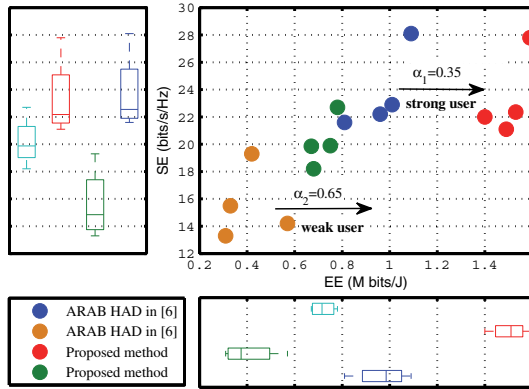 SE (bits/s/Hz)
30
28
26
24
22
20
18
16
14
12
α1=0.35
strong user
α2=0.65
weak user
0.2
0.4
0.6
0.8
1
1.2
1.4
EE (M bits/J)
ARAB HAD in [6]
ARAB HAD in [6]
Proposed method
Proposed method